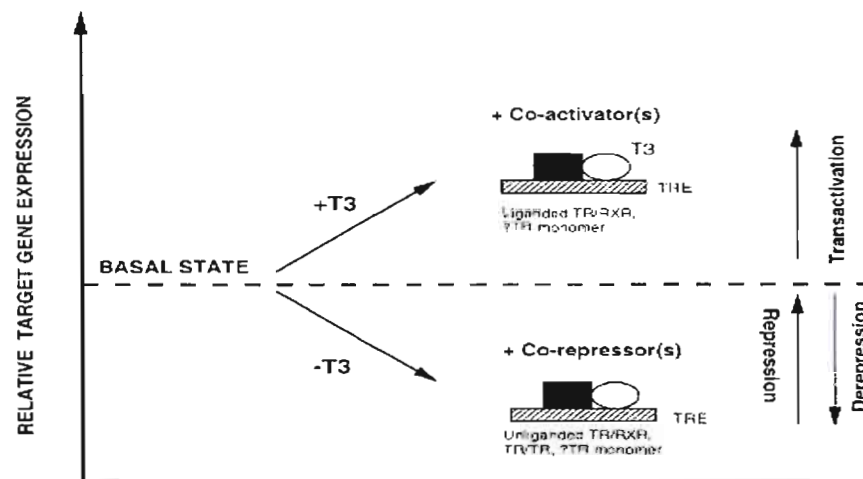 RELATIVE TARGET GENE EXPRESSION
+ Co-activator(s)
T3
TRE
Liganded TR/RXR,
?TR monomer
+T3
Transactivation
BASAL STATE
-T3
+ Co-repressor(s)
TRE
Unliganded TR/RXR,
TR/TR, ?TR monomer
Repression
Derepression